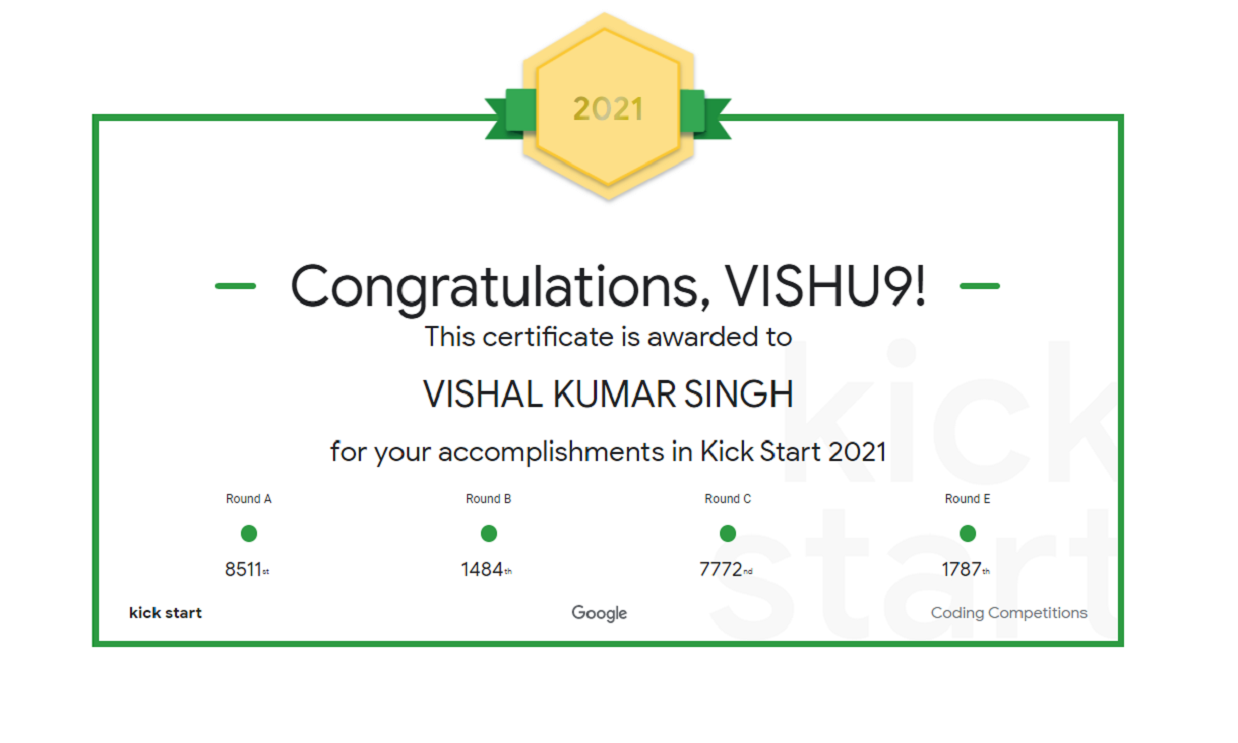 2021
Congratulations, VISHU9!
This certificate is awarded to
VISHAL KUMAR SINGH
for your accomplishments in Kick Start 2021
kick
start
Round A Round B Round C Round E
8511st 1484th 7772nd 1787th
kick start Google Coding Competitions